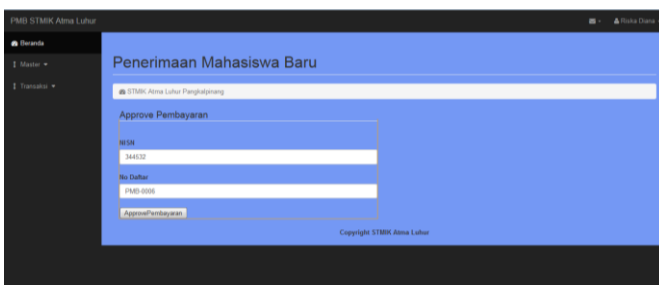 PMB STMIK Atma Luhur
Riska Diana
Beranda
Master
Transaksi
Penerimaan Mahasiswa Baru
STMIK Atma Luhur Pangkalpinang
Approve Pembayaran
NISN
344532
No Daftar
PMB-0006
ApprovePembayaran
Copyright STMIK Atma Luhur